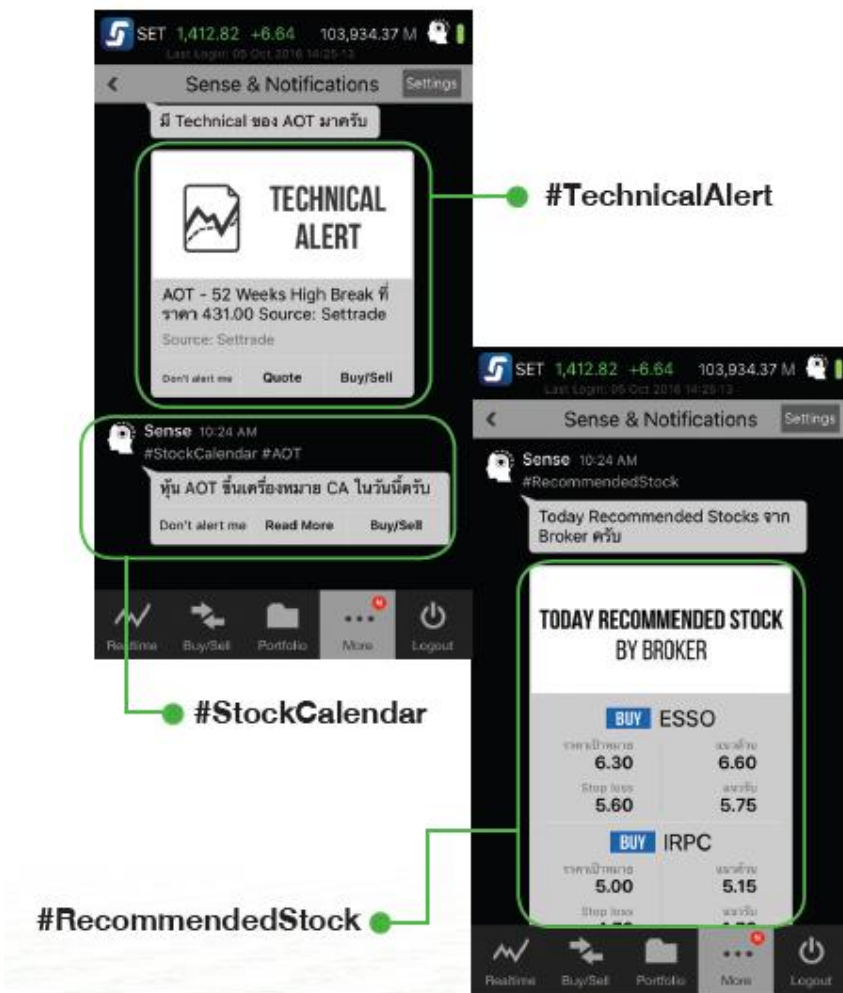 SET 1,412.82 +6.64 103,934.37 M
Last Login: 05 Oct 2016 14:25:13
Sense & Notifications Settings
มี Technical ของ AOT มาครับ
TECHNICAL
ALERT
AOT - 52 Weeks High Break ที่
ราคา 431.00 Source: Settrade
Source: Settrade
Don't alert me Quote Buy/Sell
#TechnicalAlert
Sense 10:24 AM
#StockCalendar #AOT
หุ้น AOT ขึ้นเครื่องหมาย CA ในวันนี้ครับ
Don't alert me Read More Buy/Sell
N
Realtime Buy/Sell Portfolio More Logout
#StockCalendar
SET 1,412.82 +6.64 103,934.37 M
Last Login: 05 Oct 2016 14:25:13
Sense & Notifications Settings
Sense 10:24 AM
#RecommendedStock
Today Recommended Stocks จาก
Broker ครับ
TODAY RECOMMENDED STOCK
BY BROKER
BUY ESSO
ราคาเป้าหมาย แนวต้าน
6.30 6.60
Stop loss แนวรับ
5.60 5.75
BUY IRPC
ราคาเป้าหมาย แนวต้าน
5.00 5.15
Stop loss แนวรับ
#RecommendedStock
N
Realtime Buy/Sell Portfolio More Logout